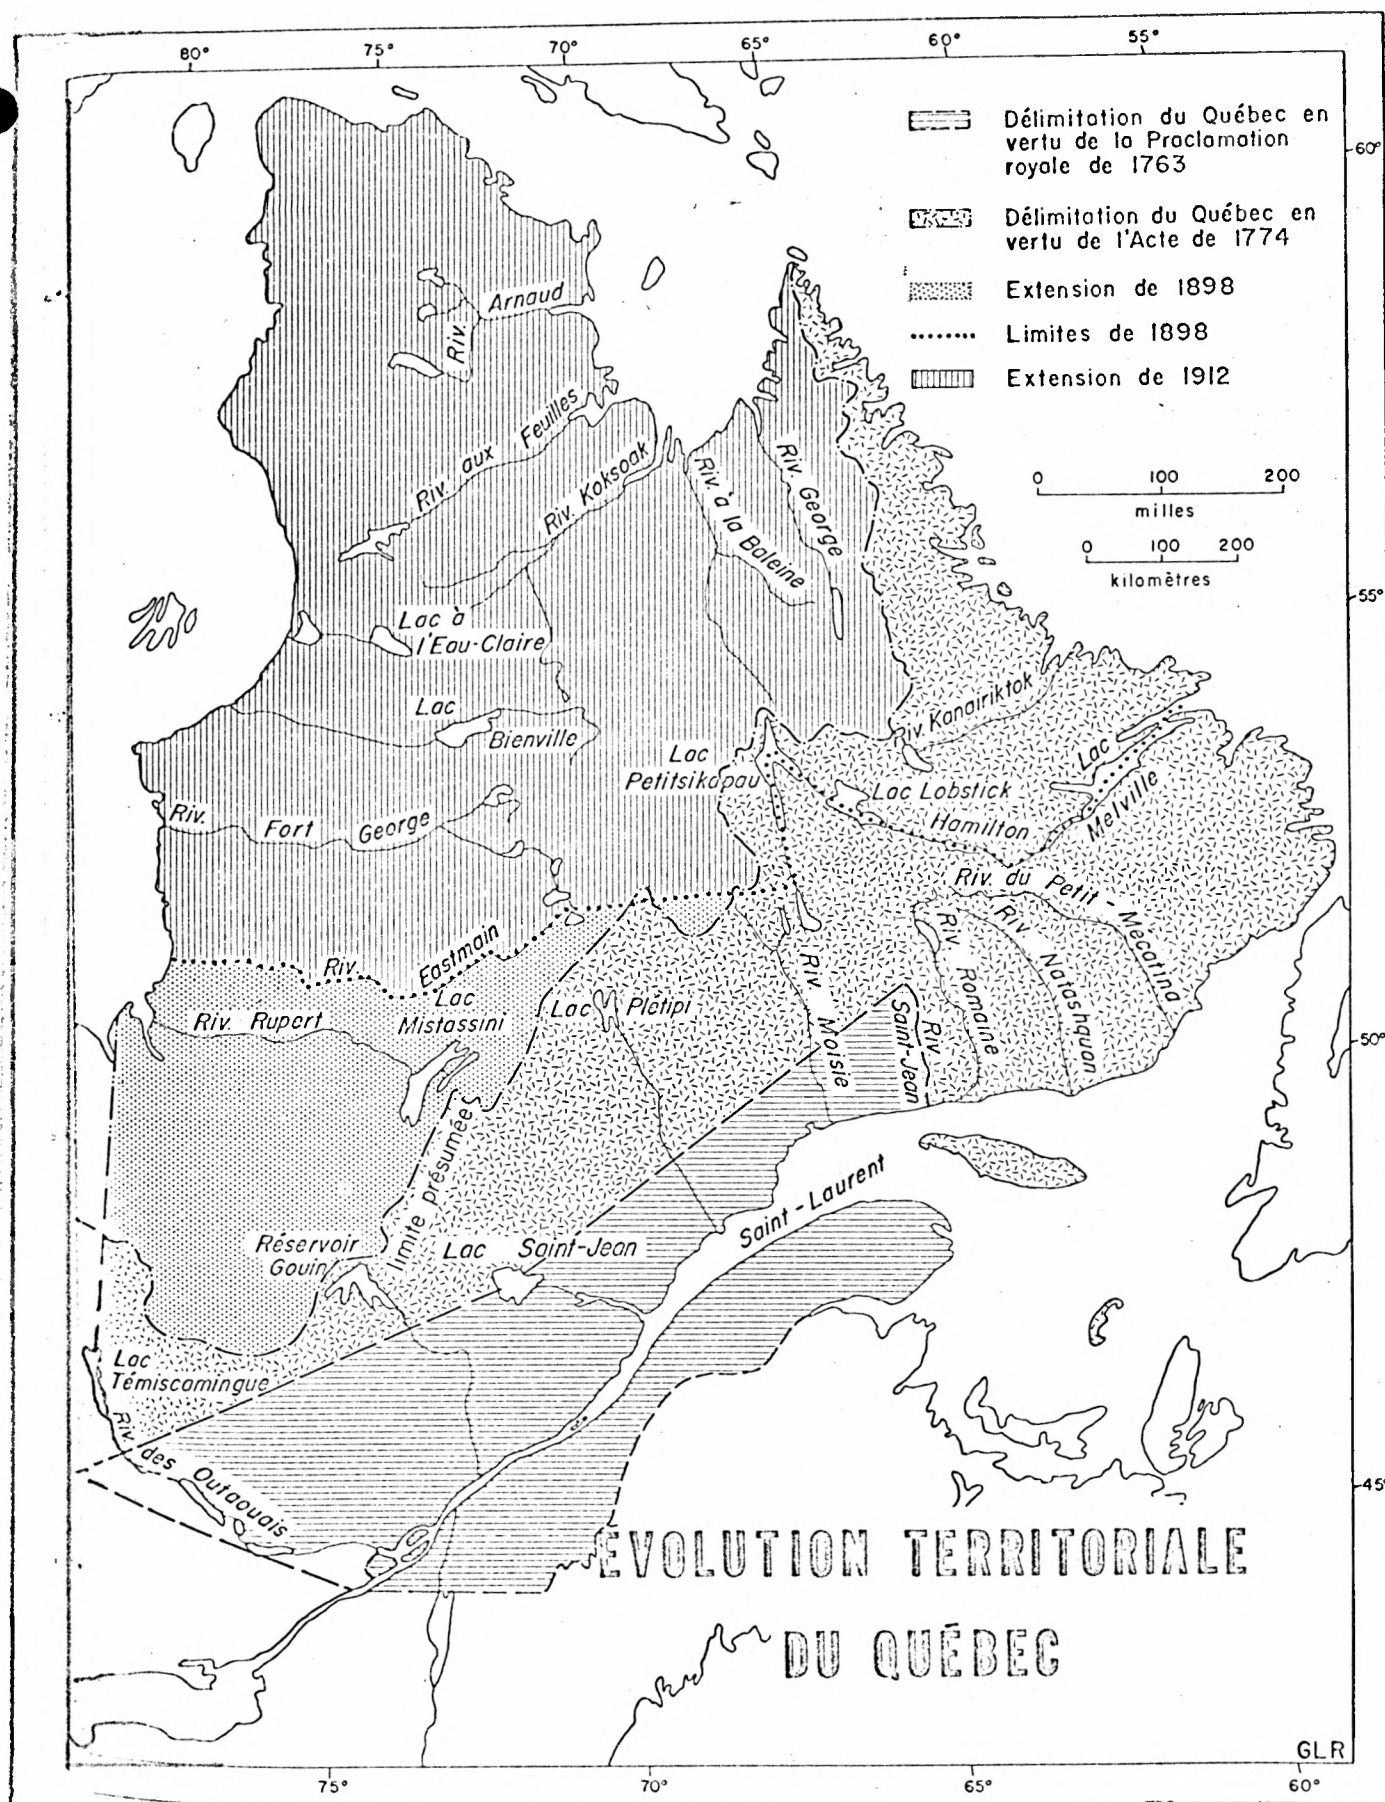 80° 75° 70° 65° 60° 55°
Délimitation du Québec en
vertu de la Proclamation
royale de 1763
60°
Délimitation du Québec en
vertu de l'Acte de 1774
Extension de 1898
Limites de 1898
Extension de 1912
Riv. Arnaud
Riv. aux Feuilles
Riv. Koksoak
Riv. à la Baleine
Riv. George
0 100 200
milles
0 100 200
kilomètres
55°
Lac à
l'Eau-Claire
Lac
Bienville
Riv. Kanairiktok
Lac
Petitsikapau
Lac Lobstick
Hamilton
Lac Melville
Riv. Fort George
Riv. du Petit-Mécatina
Riv. Eastmain
Riv. Rupert
Lac
Mistassini
Lac Plétipi
Riv. Moisie
Riv. Saint-Jean
Riv. Romaine
Riv. Natashquan
50°
limite présumée
Réservoir
Gouin
Lac Saint-Jean
Saint-Laurent
Lac
Témiscamingue
Riv. des Outaouais
45°
ÉVOLUTION TERRITORIALE
DU QUÉBEC
GLR
75° 70° 65° 60°